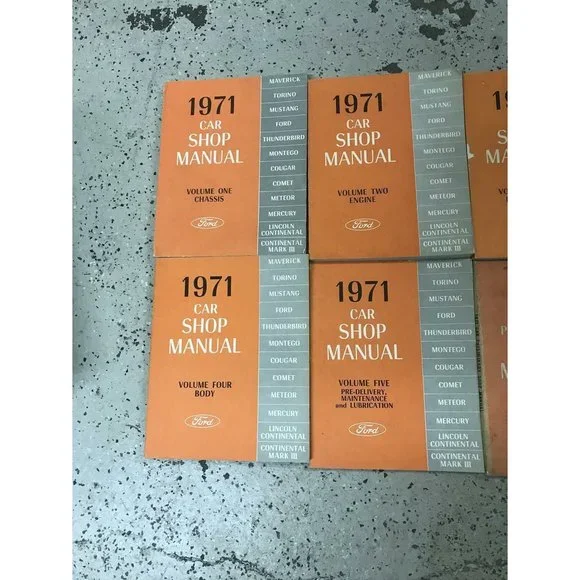 1971
CAR
SHOP
MANUAL
VOLUME ONE
CHASSIS
Ford
MAVERICK
TORINO
MUSTANG
FORD
THUNDERBIRD
MONTEGO
COUGAR
COMET
METEOR
MERCURY
LINCOLN
CONTINENTAL
CONTINENTAL
MARK III
1971
CAR
SHOP
MANUAL
VOLUME TWO
ENGINE
Ford
MAVERICK
TORINO
MUSTANG
FORD
THUNDERBIRD
MONTEGO
COUGAR
COMET
METEOR
MERCURY
LINCOLN
CONTINENTAL
CONTINENTAL
MARK III
1971
CAR
SHOP
MANUAL
VOLUME FOUR
BODY
Ford
MAVERICK
TORINO
MUSTANG
FORD
THUNDERBIRD
MONTEGO
COUGAR
COMET
METEOR
MERCURY
LINCOLN
CONTINENTAL
CONTINENTAL
MARK III
1971
CAR
SHOP
MANUAL
VOLUME FIVE
PRE-DELIVERY,
MAINTENANCE
and LUBRICATION
Ford
MAVERICK
TORINO
MUSTANG
FORD
THUNDERBIRD
MONTEGO
COUGAR
COMET
METEOR
MERCURY
LINCOLN
CONTINENTAL
CONTINENTAL
MARK III